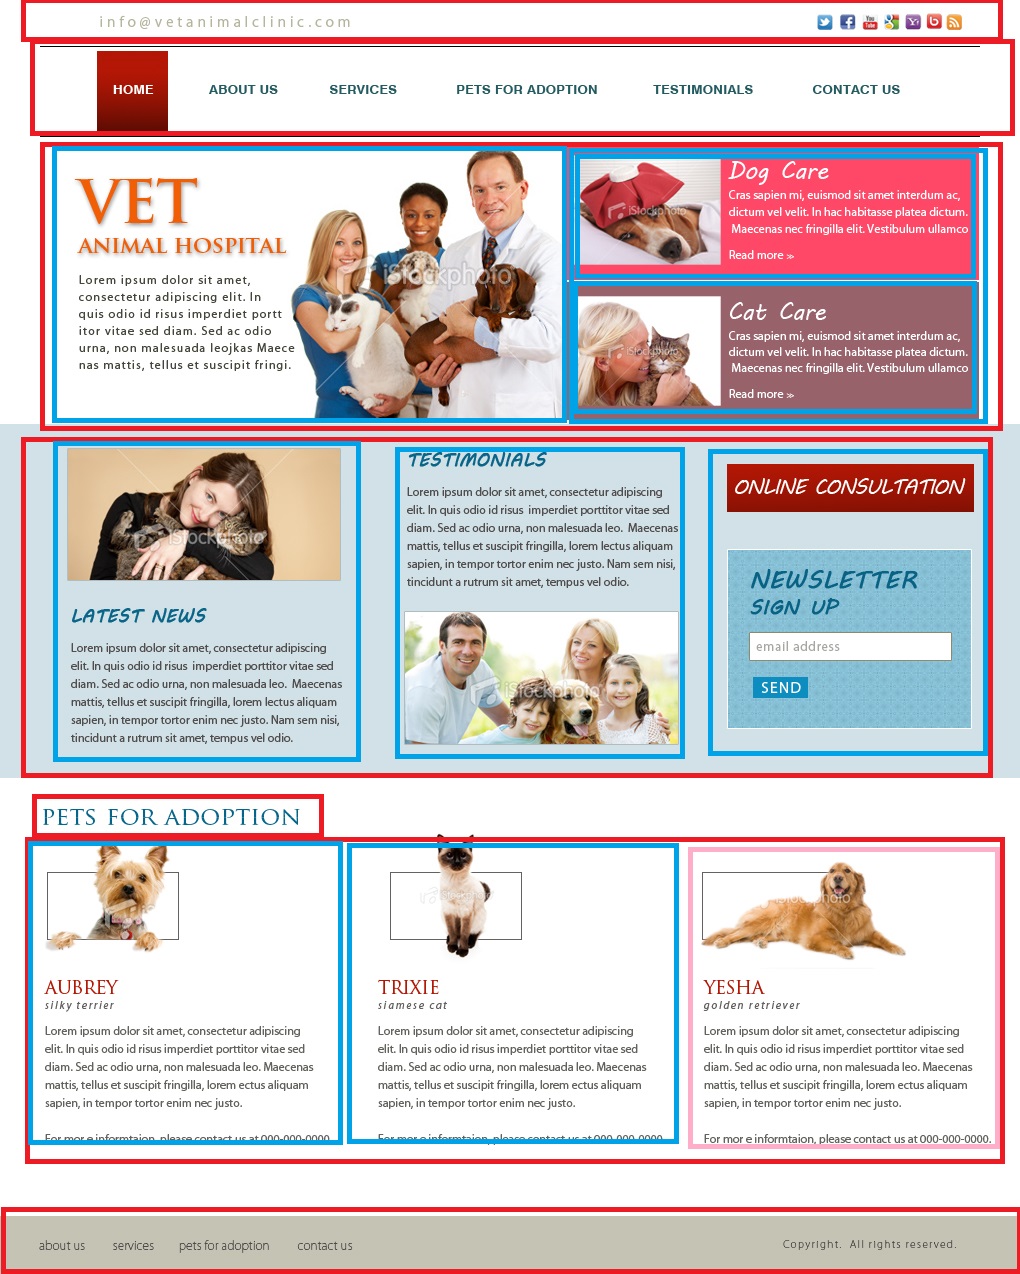 info@vetanimalclinic.com
HOME ABOUT US SERVICES PETS FOR ADOPTION TESTIMONIALS CONTACT US
VET
ANIMAL HOSPITAL
Lorem ipsum dolor sit amet,
consectetur adipiscing elit. In
quis odio id risus imperdiet portt
itor vitae sed diam. Sed ac odio
urna, non malesuada leojkas Maece
nas mattis, tellus et suscipit fringi.
iStockphoto
Dog Care
Cras sapien mi, euismod sit amet interdum ac,
dictum vel velit. In hac habitasse platea dictum.
Maecenas nec fringilla elit. Vestibulum ullamco
Read more >>
iStockphoto
Cat Care
Cras sapien mi, euismod sit amet interdum ac,
dictum vel velit. In hac habitasse platea dictum.
Maecenas nec fringilla elit. Vestibulum ullamco
Read more >>
iStockphoto
iStockphoto
LATEST NEWS
Lorem ipsum dolor sit amet, consectetur adipiscing
elit. In quis odio id risus imperdiet porttitor vitae sed
diam. Sed ac odio urna, non malesuada leo. Maecenas
mattis, tellus et suscipit fringilla, lorem lectus aliquam
sapien, in tempor tortor enim nec justo. Nam sem nisi,
tincidunt a rutrum sit amet, tempus vel odio.
TESTIMONIALS
Lorem ipsum dolor sit amet, consectetur adipiscing
elit. In quis odio id risus imperdiet porttitor vitae sed
diam. Sed ac odio urna, non malesuada leo. Maecenas
mattis, tellus et suscipit fringilla, lorem lectus aliquam
sapien, in tempor tortor enim nec justo. Nam sem nisi,
tincidunt a rutrum sit amet, tempus vel odio.
iStockphoto
ONLINE CONSULTATION
NEWSLETTER
SIGN UP
email address
SEND
PETS FOR ADOPTION
AUBREY
silky terrier
Lorem ipsum dolor sit amet, consectetur adipiscing
elit. In quis odio id risus imperdiet porttitor vitae sed
diam. Sed ac odio urna, non malesuada leo. Maecenas
mattis, tellus et suscipit fringilla, lorem ectus aliquam
sapien, in tempor tortor enim nec justo.
For mor e informtaion, please contact us at 000-000-0000.
TRIXIE
siamese cat
Lorem ipsum dolor sit amet, consectetur adipiscing
elit. In quis odio id risus imperdiet porttitor vitae sed
diam. Sed ac odio urna, non malesuada leo. Maecenas
mattis, tellus et suscipit fringilla, lorem ectus aliquam
sapien, in tempor tortor enim nec justo.
For mor e informtaion, please contact us at 000-000-0000.
iStockphoto
YESHA
golden retriever
Lorem ipsum dolor sit amet, consectetur adipiscing
elit. In quis odio id risus imperdiet porttitor vitae sed
diam. Sed ac odio urna, non malesuada leo. Maecenas
mattis, tellus et suscipit fringilla, lorem ectus aliquam
sapien, in tempor tortor enim nec justo.
For mor e informtaion, please contact us at 000-000-0000.
about us services pets for adoption contact us
Copyright. All rights reserved.